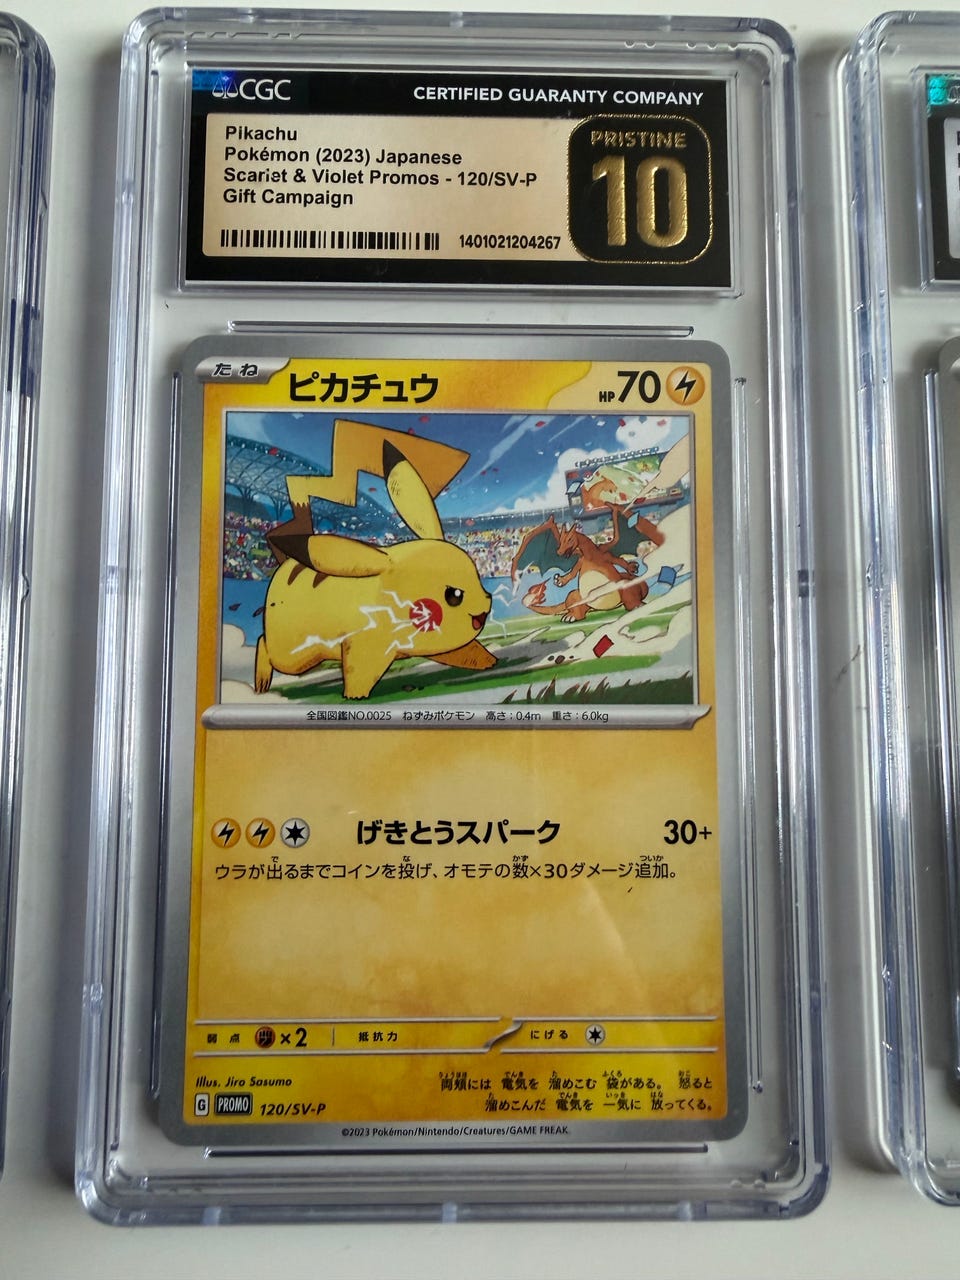 CGC
CERTIFIED GUARANTY COMPANY
Pikachu
Pokémon (2023) Japanese
Scarlet & Violet Promos - 120/SV-P
Gift Campaign
1401021204267
PRISTINE
10
たね
ピカチュウ
HP70
全国図鑑NO.0025 ねずみポケモン 高さ:0.4m 重さ:6.0kg
げきとうスパーク 30+
ウラが出るまでコインを投げ、オモテの数×30ダメージ追加。
弱点 ×2 抵抗力 にげる
Illus. Jiro Sasumo
両頬には 電気を 溜めこむ 袋がある。 怒ると
溜めこんだ 電気を 一気に 放ってくる。
G PROMO 120/SV-P
©2023 Pokémon/Nintendo/Creatures/GAME FREAK.